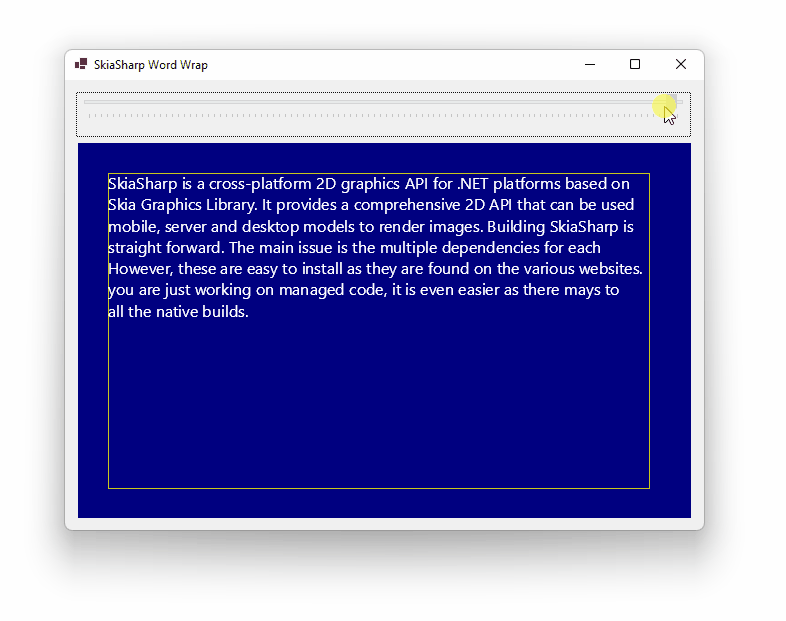 SkiaSharp Word Wrap
SkiaSharp is a cross-platform 2D graphics API for .NET platforms based on
Skia Graphics Library. It provides a comprehensive 2D API that can be used
mobile, server and desktop models to render images. Building SkiaSharp is
straight forward. The main issue is the multiple dependencies for each
However, these are easy to install as they are found on the various websites.
you are just working on managed code, it is even easier as there mays to
all the native builds.